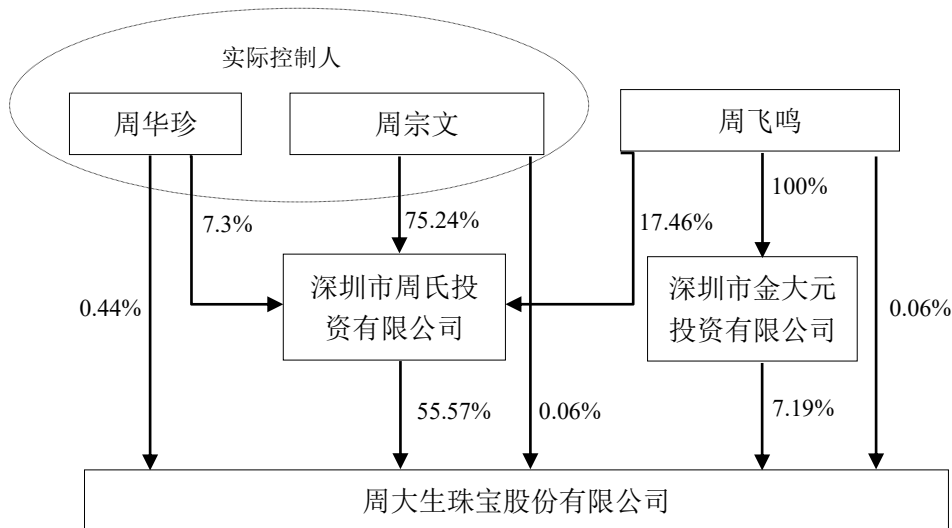 实际控制人
周华珍
周宗文
周飞鸣
7.3%
75.24%
17.46%
100%
深圳市周氏投
资有限公司
深圳市金大元
投资有限公司
0.44%
0.06%
55.57%
0.06%
7.19%
周大生珠宝股份有限公司